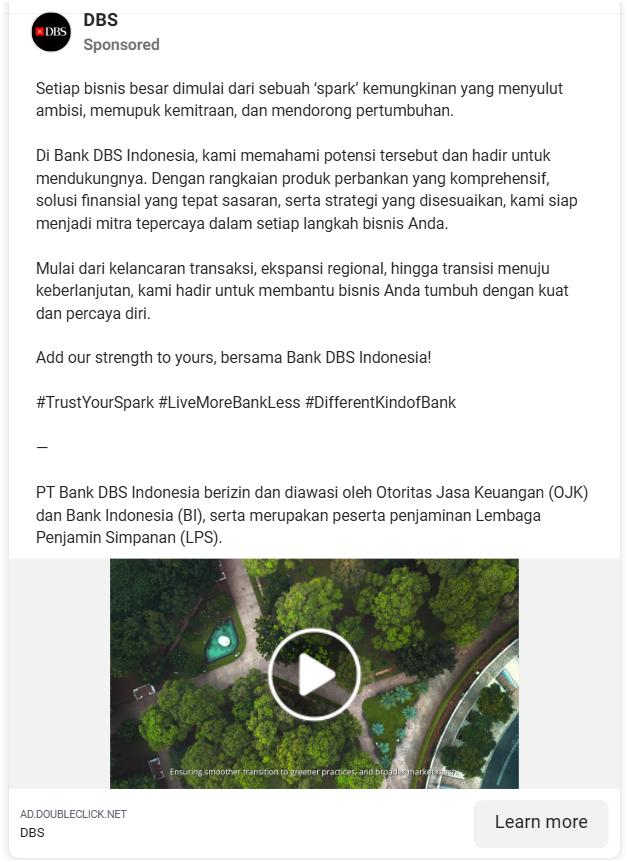 DBS
DBS
Sponsored
Setiap bisnis besar dimulai dari sebuah ‘spark’ kemungkinan yang menyulut
ambisi, memupuk kemitraan, dan mendorong pertumbuhan.
Di Bank DBS Indonesia, kami memahami potensi tersebut dan hadir untuk
mendukungnya. Dengan rangkaian produk perbankan yang komprehensif,
solusi finansial yang tepat sasaran, serta strategi yang disesuaikan, kami siap
menjadi mitra tepercaya dalam setiap langkah bisnis Anda.
Mulai dari kelancaran transaksi, ekspansi regional, hingga transisi menuju
keberlanjutan, kami hadir untuk membantu bisnis Anda tumbuh dengan kuat
dan percaya diri.
Add our strength to yours, bersama Bank DBS Indonesia!
#TrustYourSpark #LiveMoreBankLess #DifferentKindofBank
—
PT Bank DBS Indonesia berizin dan diawasi oleh Otoritas Jasa Keuangan (OJK)
dan Bank Indonesia (BI), serta merupakan peserta penjaminan Lembaga
Penjamin Simpanan (LPS).
Ensuring smoother transition to greener practices, and broader market reach.
AD.DOUBLECLICK.NET
DBS
Learn more